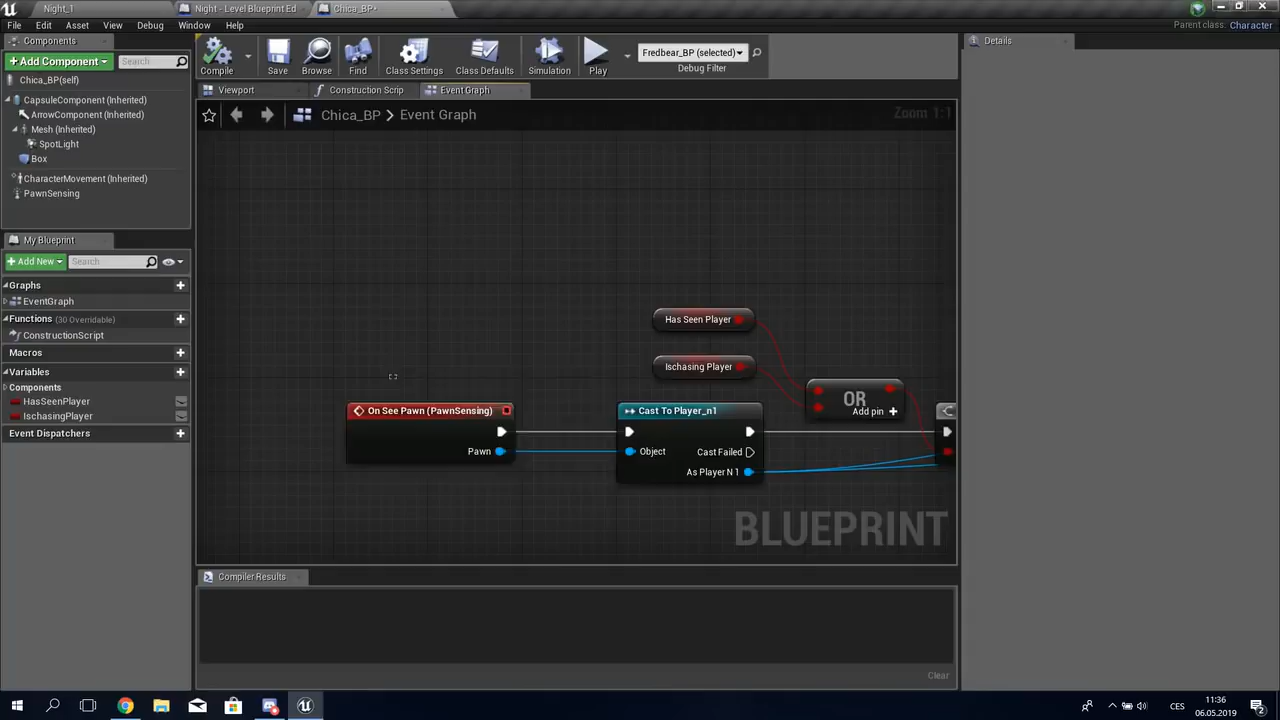 Night_1
Night - Level Blueprint Ed
Chica_BP*
File Edit Asset View Debug Window Help
Parent class: Character
Components
Details
+Add Component
Search
Compile
Save
Browse
Find
Class Settings
Class Defaults
Simulation
Play
Fredbear_BP (selected)
Debug Filter
Chica_BP(self)
CapsuleComponent (Inherited)
ArrowComponent (Inherited)
Mesh (Inherited)
SpotLight
Box
CharacterMovement (Inherited)
PawnSensing
Viewport
Construction Scrip
Event Graph
Chica_BP > Event Graph
Zoom 1:1
My Blueprint
+Add New
Search
Graphs
EventGraph
Functions (30 Overridable)
ConstructionScript
Macros
Variables
Components
HasSeenPlayer
IschasingPlayer
Event Dispatchers
Has Seen Player
Ischasing Player
OR
Add pin +
On See Pawn (PawnSensing)
Pawn
Cast To Player_n1
Object
Cast Failed
As Player N 1
BLUEPRINT
Compiler Results
Clear
CES
11:36
06.05.2019
2